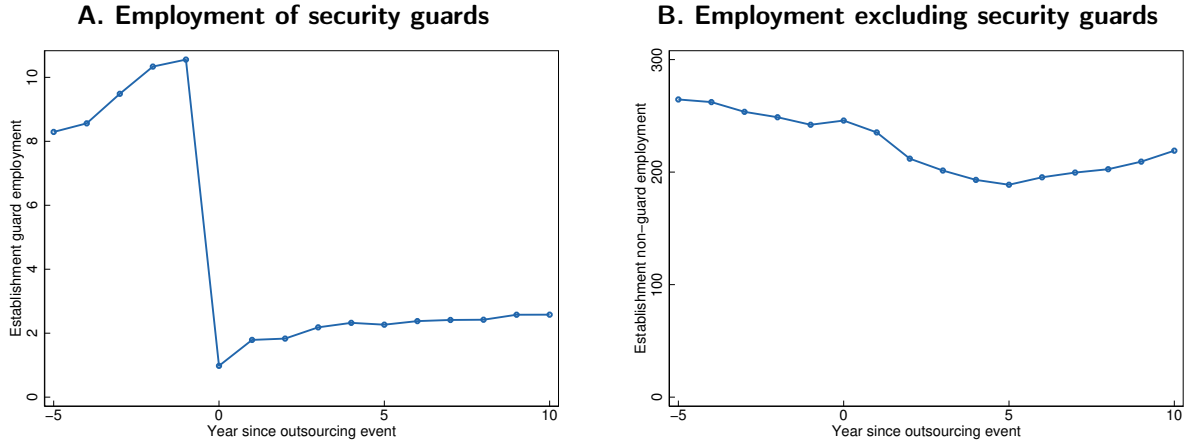 A. Employment of security guards
Establishment guard employment
10
8
6
4
2
0
−5 0 5 10
Year since outsourcing event
B. Employment excluding security guards
Establishment non−guard employment
300
200
100
0
−5 0 5 10
Year since outsourcing event